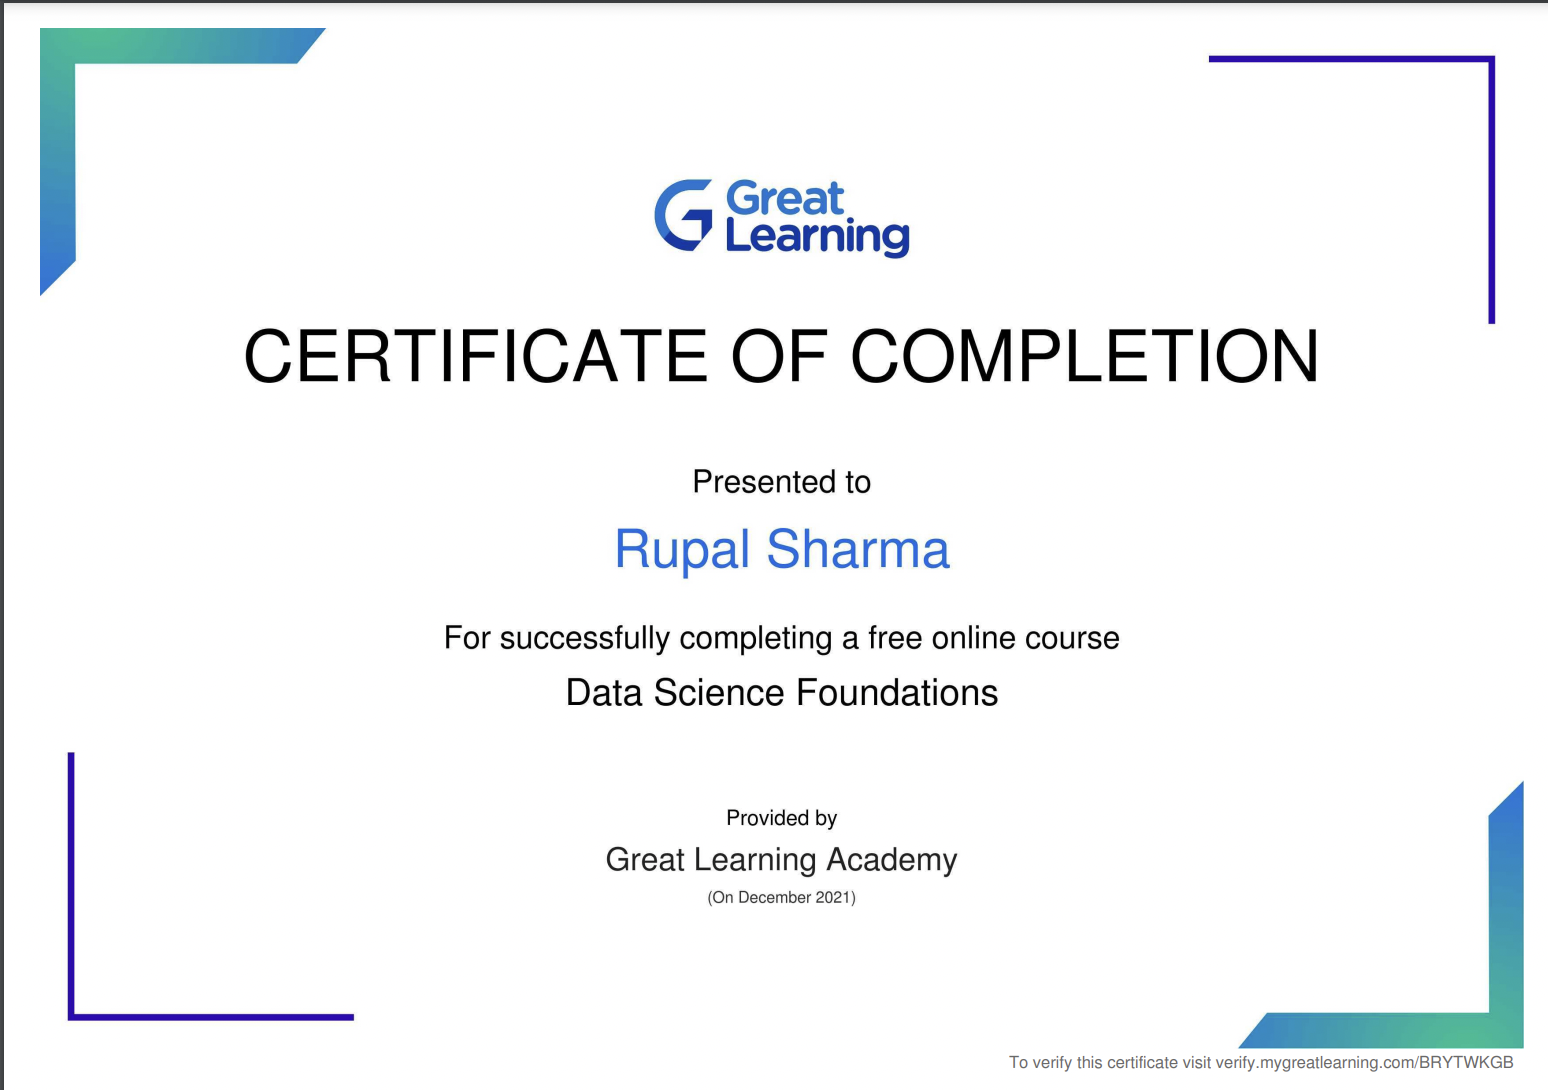 Great
Learning
CERTIFICATE OF COMPLETION
Presented to
Rupal Sharma
For successfully completing a free online course
Data Science Foundations
Provided by
Great Learning Academy
(On December 2021)
To verify this certificate visit verify.mygreatlearning.com/BRYTWKGB